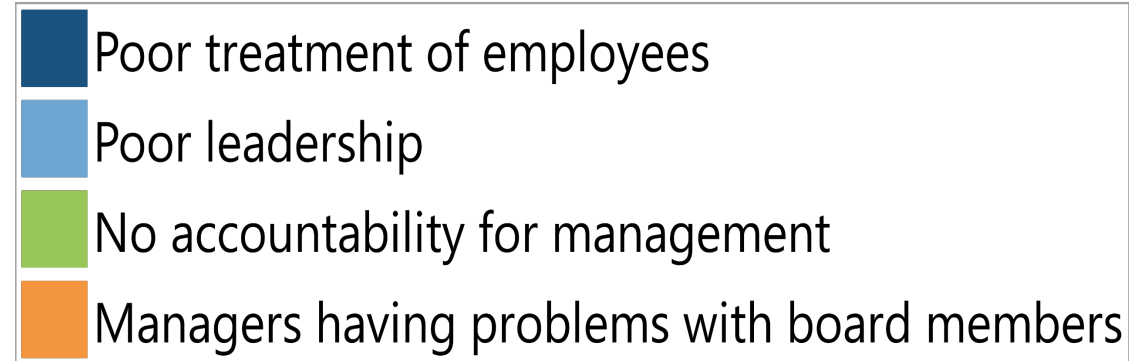 Poor treatment of employees
Poor leadership
No accountability for management
Managers having problems with board members